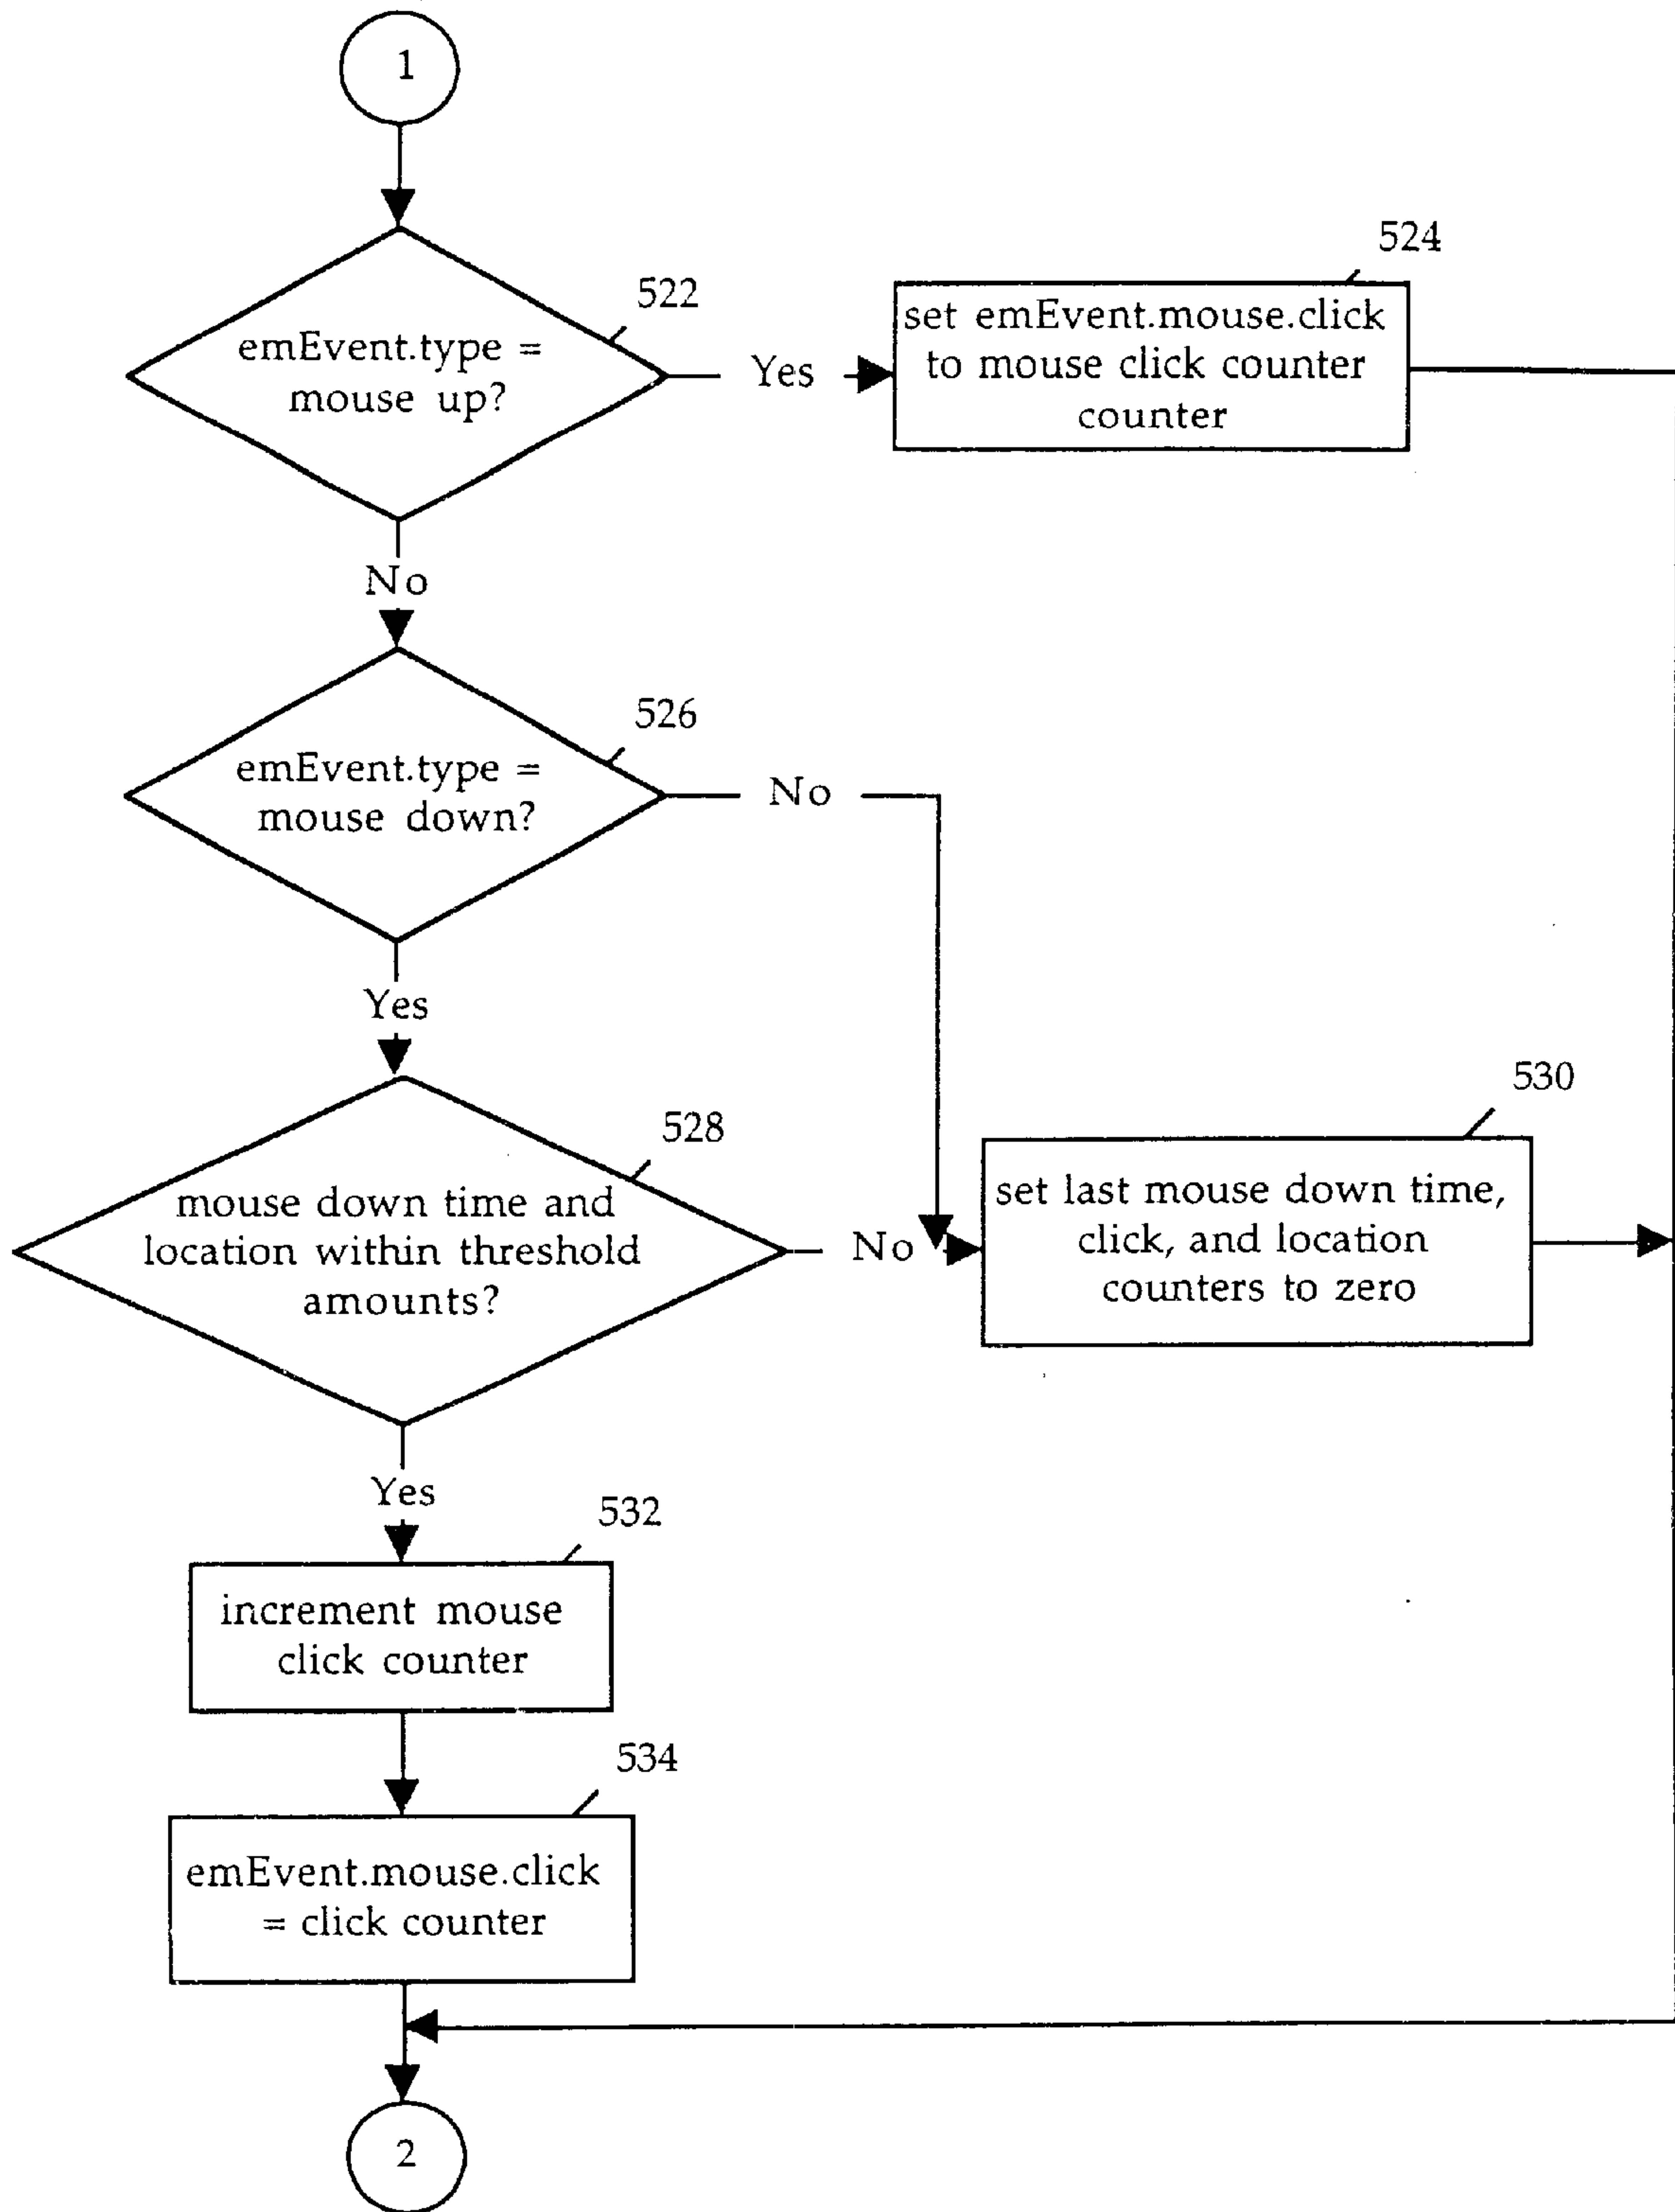 1
522
emEvent.type =
mouse up?
Yes
524
set emEvent.mouse.click
to mouse click counter
counter
No
526
emEvent.type =
mouse down?
No
Yes
528
mouse down time and
location within threshold
amounts?
No
530
set last mouse down time,
click, and location
counters to zero
Yes
532
increment mouse
click counter
534
emEvent.mouse.click
= click counter
2